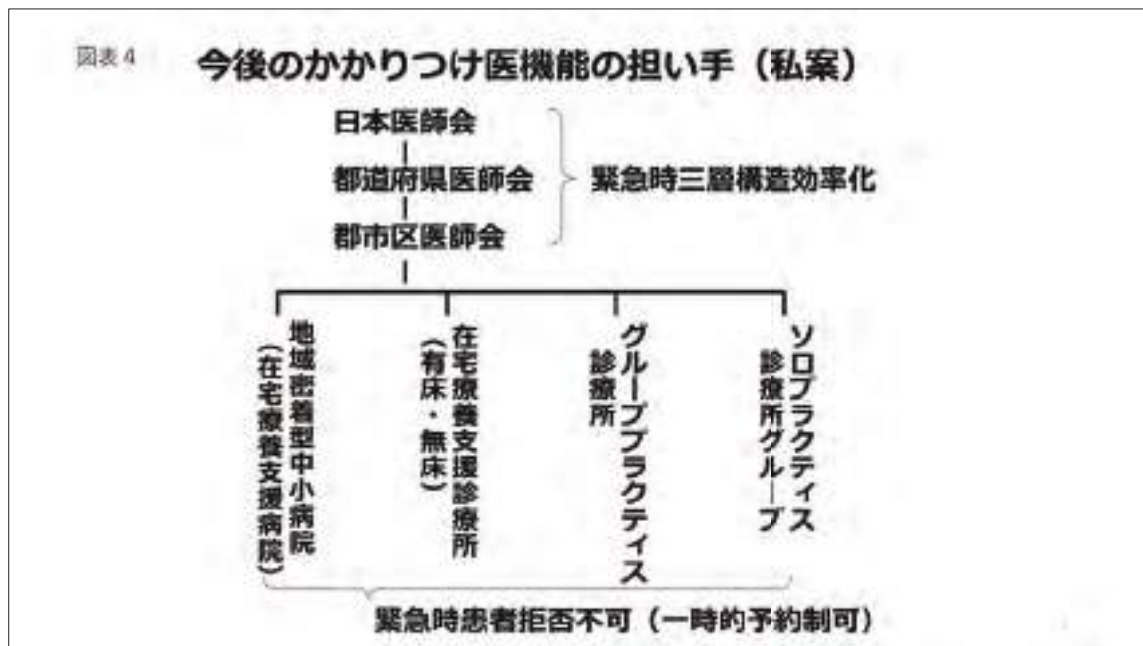 図表4
今後のかかりつけ医機能の担い手（私案）
日本医師会
都道府県医師会
郡市区医師会
緊急時三層構造効率化
地域密着型中小病院
（在宅療養支援病院）
在宅療養支援診療所
（有床・無床）
グループプラクティス
診療所
ソロプラクティス
診療所グループ
緊急時患者拒否不可（一時的予約制可）